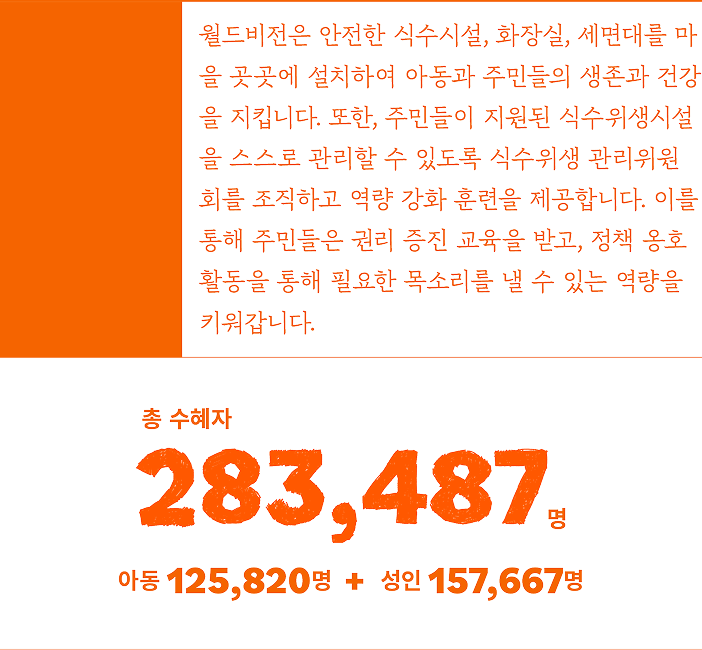 월드비전은 안전한 식수시설, 화장실, 세면대를 마
을 곳곳에 설치하여 아동과 주민들의 생존과 건강
을 지킵니다. 또한, 주민들이 지원된 식수위생시설
을 스스로 관리할 수 있도록 식수위생 관리위원
회를 조직하고 역량 강화 훈련을 제공합니다. 이를
통해 주민들은 권리 증진 교육을 받고, 정책 옹호
활동을 통해 필요한 목소리를 낼 수 있는 역량을
키워갑니다.
총 수혜자
283,487명
아동 125,820명 + 성인 157,667명